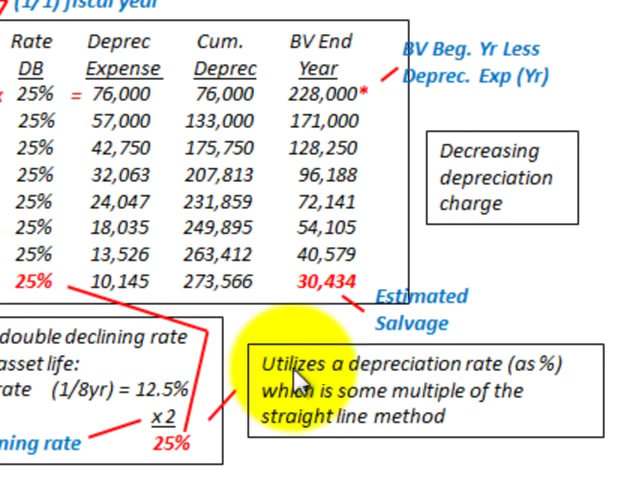 (1/1) fiscal year
Rate Deprec Cum. BV End
DB Expense Deprec Year
x 25% = 76,000 76,000 228,000*
25% 57,000 133,000 171,000
25% 42,750 175,750 128,250
25% 32,063 207,813 96,188
25% 24,047 231,859 72,141
25% 18,035 249,895 54,105
25% 13,526 263,412 40,579
25% 10,145 273,566 30,434
BV Beg. Yr Less
Deprec. Exp (Yr)
Decreasing
depreciation
charge
Estimated
Salvage
double declining rate
asset life:
rate (1/8yr) = 12.5%
x 2
ning rate 25%
Utilizes a depreciation rate (as %)
which is some multiple of the
straight line method